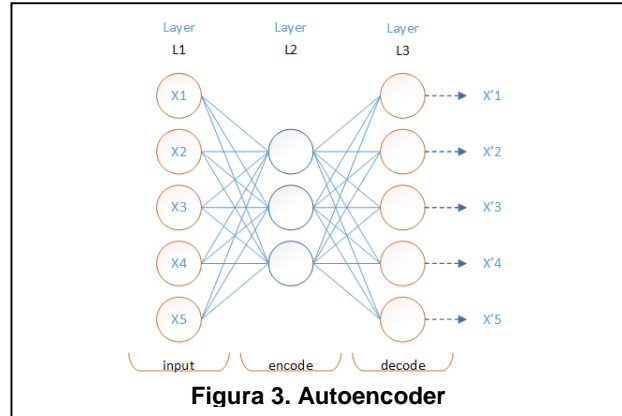 Layer Layer Layer
L1 L2 L3
X1 X'1
X2 X'2
X3 X'3
X4 X'4
X5 X'5
input encode decode
Figura 3. Autoencoder